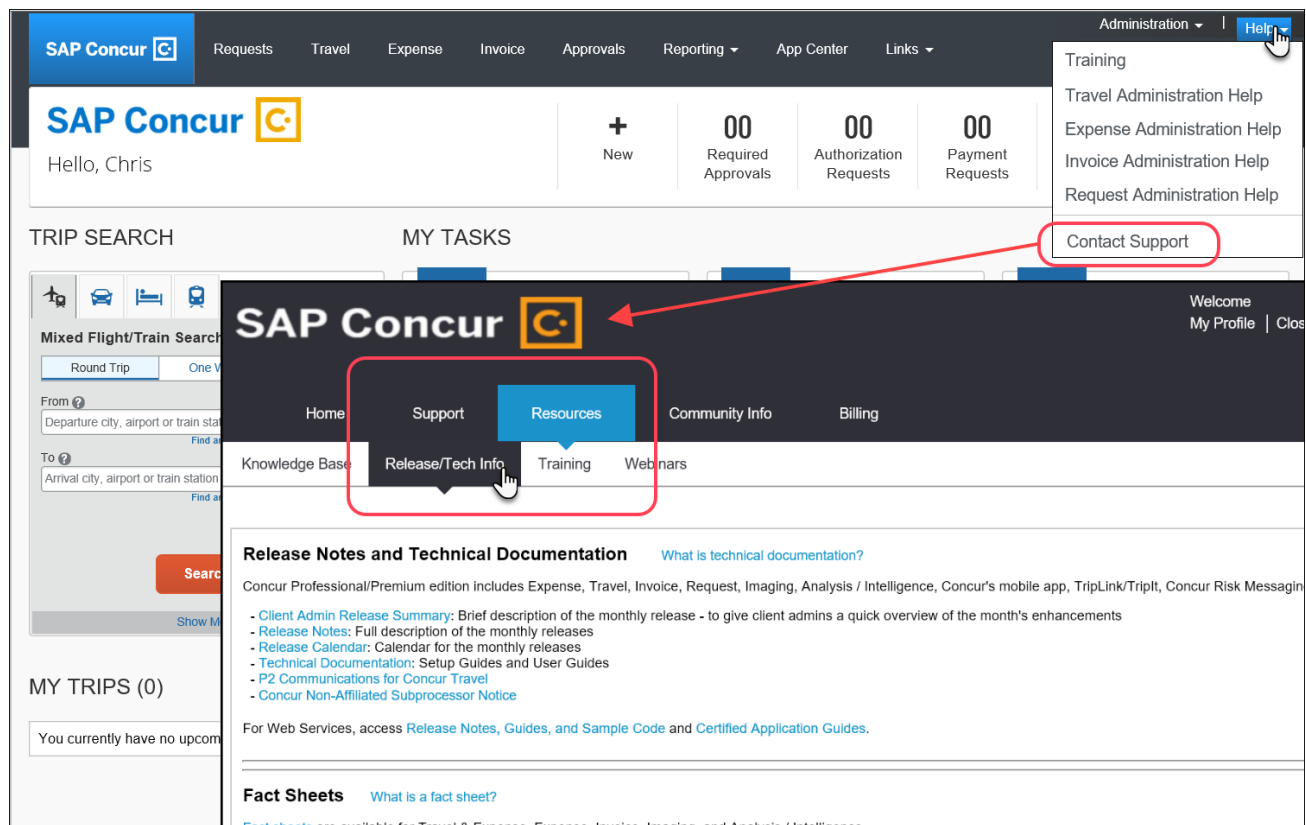 Administration | Help
SAP Concur C Requests Travel Expense Invoice Approvals Reporting App Center Links
Training
Travel Administration Help
Expense Administration Help
Invoice Administration Help
Request Administration Help
Contact Support
SAP Concur C
Hello, Chris
+
New
00
Required
Approvals
00
Authorization
Requests
00
Payment
Requests
TRIP SEARCH
MY TASKS
Mixed Flight/Train Search
Round Trip One
From ?
Departure city, airport or train
Find
To ?
Arrival city, airport or train station
Find
Show
MY TRIPS (0)
You currently have no
SAP Concur C
Welcome
My Profile |
Home Support Resources Community Info Billing
Knowledge Base Release/Tech Info Training Webinars
Release Notes and Technical Documentation What is technical documentation?
Concur Professional/Premium edition includes Expense, Travel, Invoice, Request, Imaging, Analysis / Intelligence, Concur's mobile app, TripLink/TripIt, Concur Risk
- Client Admin Release Summary: Brief description of the monthly release - to give client admins a quick overview of the month's enhancements
- Release Notes: Full description of the monthly releases
- Release Calendar: Calendar for the monthly releases
- Technical Documentation: Setup Guides and User Guides
- P2 Communications for Concur Travel
- Concur Non-Affiliated Subprocessor Notice
For Web Services, access Release Notes, Guides, and Sample Code and Certified Application Guides.
Fact Sheets What is a fact sheet?